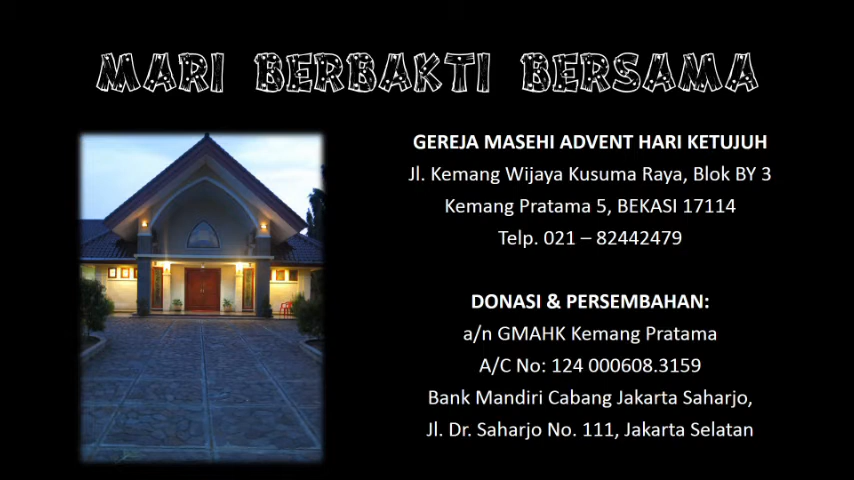 MARI BERBAKTI BERSAMA
GEREJA MASEHI ADVENT HARI KETUJUH
Jl. Kemang Wijaya Kusuma Raya, Blok BY 3
Kemang Pratama 5, BEKASI 17114
Telp. 021 – 82442479
DONASI & PERSEMBAHAN:
a/n GMAHK Kemang Pratama
A/C No: 124 000608.3159
Bank Mandiri Cabang Jakarta Saharjo,
Jl. Dr. Saharjo No. 111, Jakarta Selatan